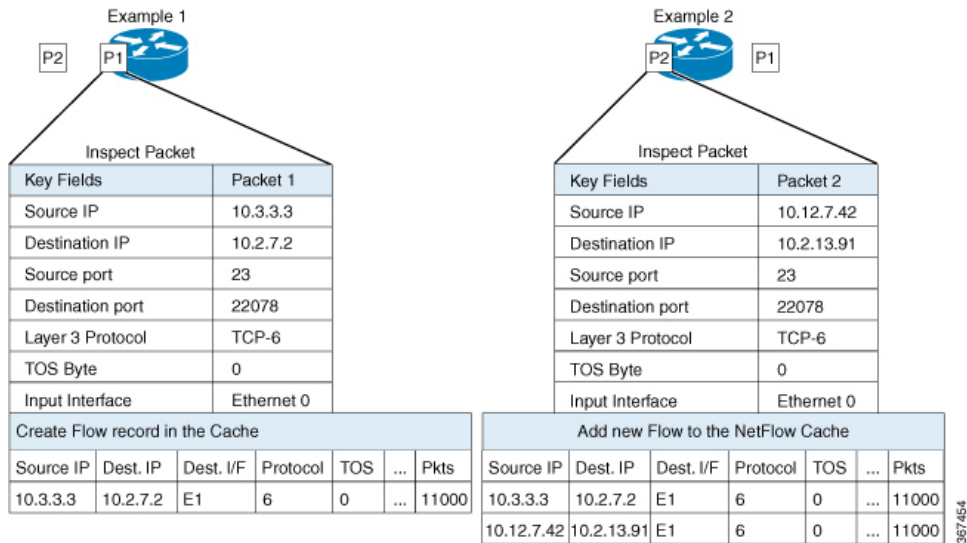 Example 1
P2 P1
Inspect Packet
Key Fields Packet 1
Source IP 10.3.3.3
Destination IP 10.2.7.2
Source port 23
Destination port 22078
Layer 3 Protocol TCP-6
TOS Byte 0
Input Interface Ethernet 0
Create Flow record in the Cache
Source IP Dest. IP Dest. I/F Protocol TOS ... Pkts
10.3.3.3 10.2.7.2 E1 6 0 ... 11000
Example 2
P2 P1
Inspect Packet
Key Fields Packet 2
Source IP 10.12.7.42
Destination IP 10.2.13.91
Source port 23
Destination port 22078
Layer 3 Protocol TCP-6
TOS Byte 0
Input Interface Ethernet 0
Add new Flow to the NetFlow Cache
Source IP Dest. IP Dest. I/F Protocol TOS ... Pkts
10.3.3.3 10.2.7.2 E1 6 0 ... 11000
10.12.7.42 10.2.13.91 E1 6 0 ... 11000
367454